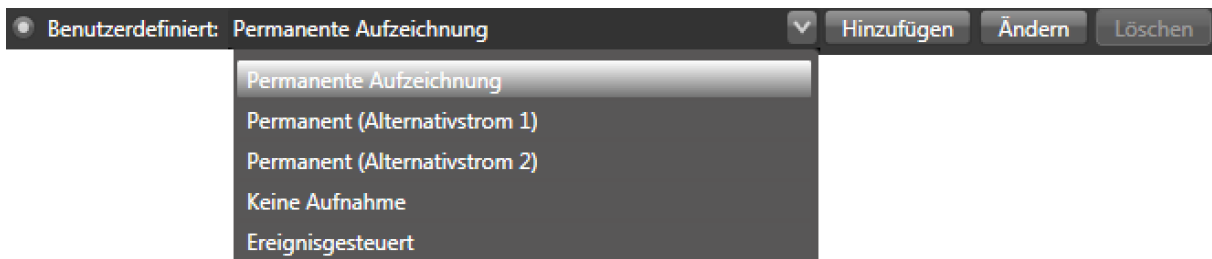 Benutzerdefiniert: Permanente Aufzeichnung Hinzufügen Ändern Löschen
Permanente Aufzeichnung
Permanent (Alternativstrom 1)
Permanent (Alternativstrom 2)
Keine Aufnahme
Ereignisgesteuert